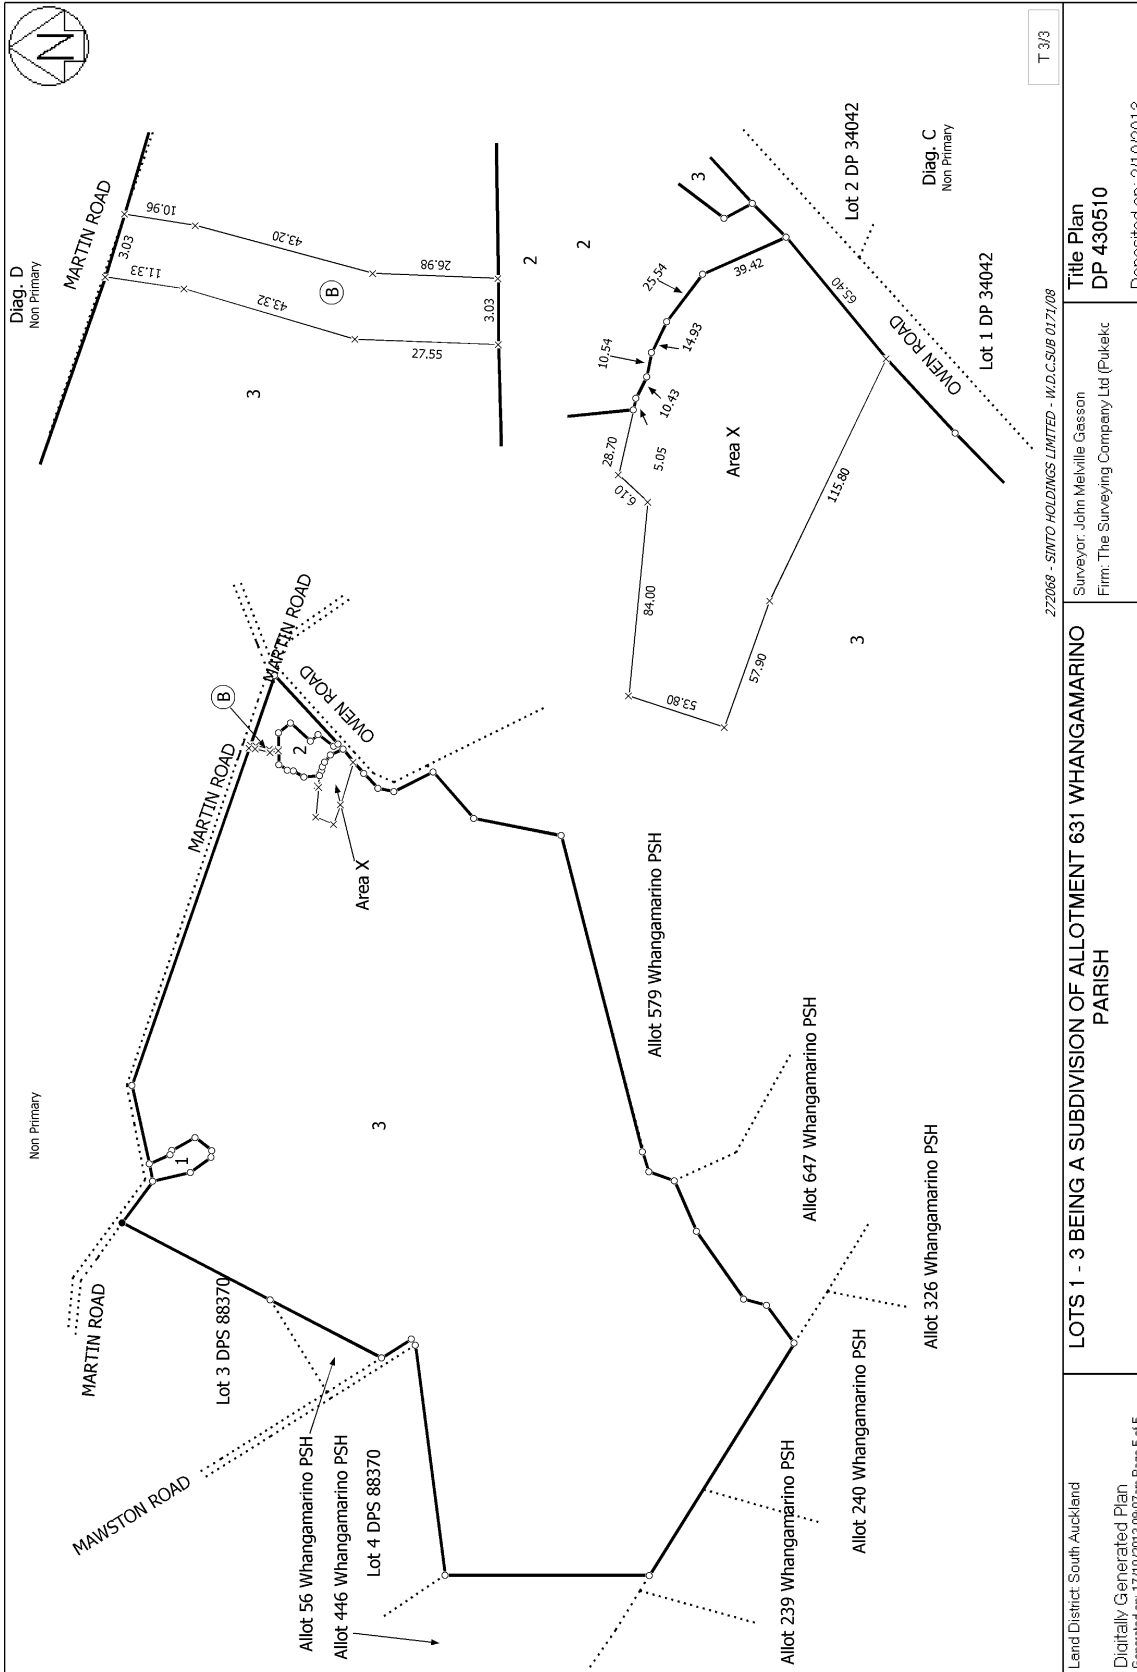 N
Non Primary
MARTIN ROAD
MARTIN ROAD
MARTIN ROAD
B
1
2
3
OWEN ROAD
Area X
Lot 3 DPS 88370
MAWSTON ROAD
Allot 56 Whangamarino PSH
Allot 446 Whangamarino PSH
Lot 4 DPS 88370
Allot 239 Whangamarino PSH
Allot 240 Whangamarino PSH
Allot 326 Whangamarino PSH
Allot 647 Whangamarino PSH
Allot 579 Whangamarino PSH
Diag. D
Non Primary
MARTIN ROAD
3.03
11.33
10.96
43.32
43.20
B
27.55
26.98
3.03
3
2
2
3
25.54
39.42
10.54
14.93
10.43
5.05
28.70
6.10
84.00
53.80
57.90
115.80
65.40
Area X
3
OWEN ROAD
Lot 1 DP 34042
Lot 2 DP 34042
Diag. C
Non Primary
T 3/3
272068 - SINTO HOLDINGS LIMITED - W.D.C.SUB 0171/08
Land District: South Auckland
Digitally Generated Plan
LOTS 1 - 3 BEING A SUBDIVISION OF ALLOTMENT 631 WHANGAMARINO
PARISH
Surveyor: John Melville Gasson
Firm: The Surveying Company Ltd (Pukekc
Title Plan
DP 430510